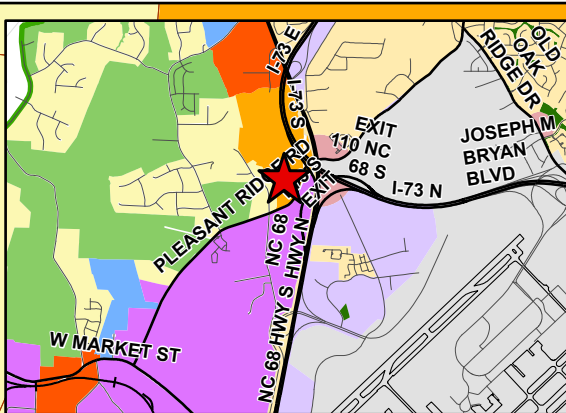 I-73 E
I-73 S
OLD
OAK
RIDGE DR
EXIT
110 NC
68 S
JOSEPH M
BRYAN
BLVD
I-73 N
PLEASANT RIDGE RD
EXIT
NC 68
NC 68 HWY S
HWY N
W MARKET ST